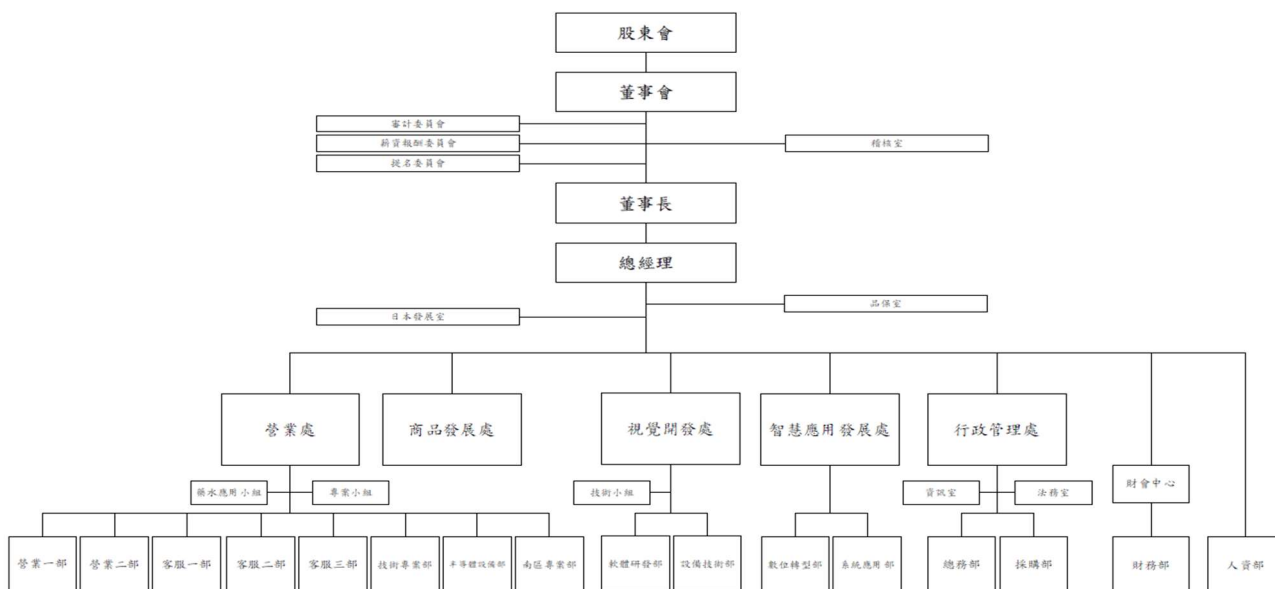 股東會
董事會
審計委員會
薪資報酬委員會
稽核室
提名委員會
董事長
總經理
品保室
日本發展室
營業處
商品發展處
視覺開發處
智慧應用發展處
行政管理處
財會中心
藥水應用小組
專案小組
技術小組
資訊室
法務室
營業一部
營業二部
客服一部
客服二部
客服三部
技術專案部
半導體設備部
南區專案部
軟體研發部
設備技術部
數位轉型部
系統應用部
總務部
採購部
財務部
人資部